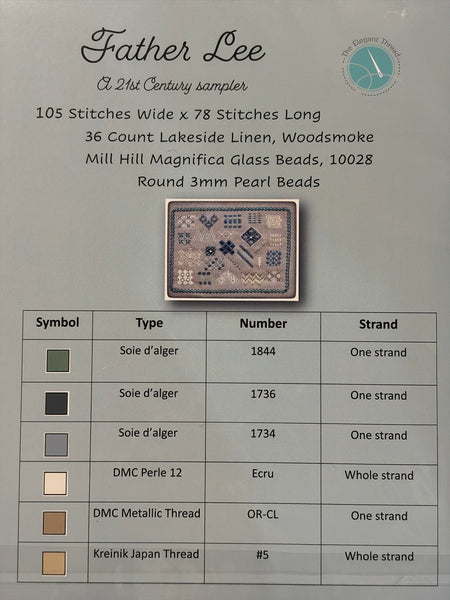 Father Lee
A 21st Century sampler
The Elegant Thread
105 Stitches Wide x 78 Stitches Long
36 Count Lakeside Linen, Woodsmoke
Mill Hill Magnifica Glass Beads, 10028
Round 3mm Pearl Beads
Symbol Type Number Strand
Soie d'alger 1844 One strand
Soie d'alger 1736 One strand
Soie d'alger 1734 One strand
DMC Perle 12 Ecru Whole strand
DMC Metallic Thread OR-CL One strand
Kreinik Japan Thread #5 Whole strand